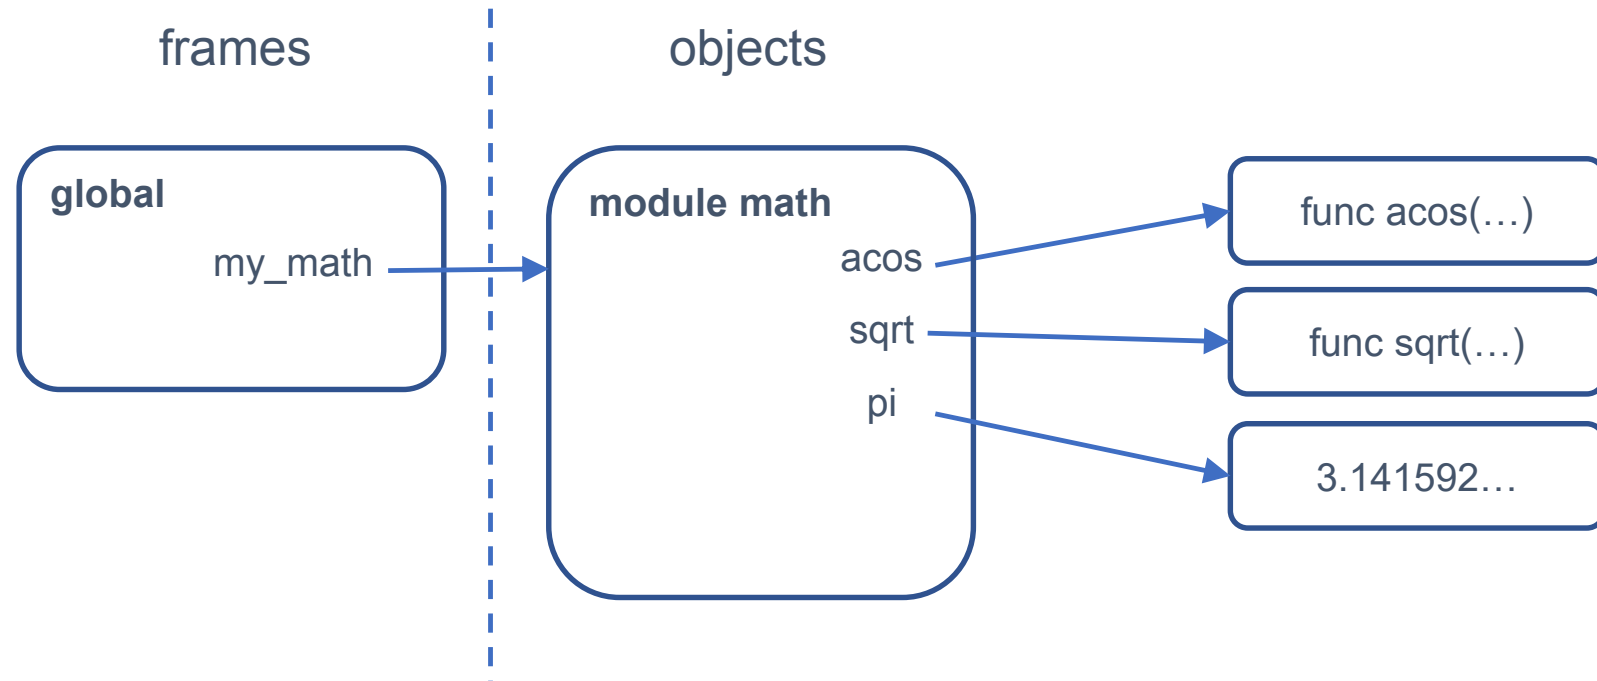 frames
objects
global
my_math
module math
acos
sqrt
pi
func acos(…)
func sqrt(…)
3.141592…